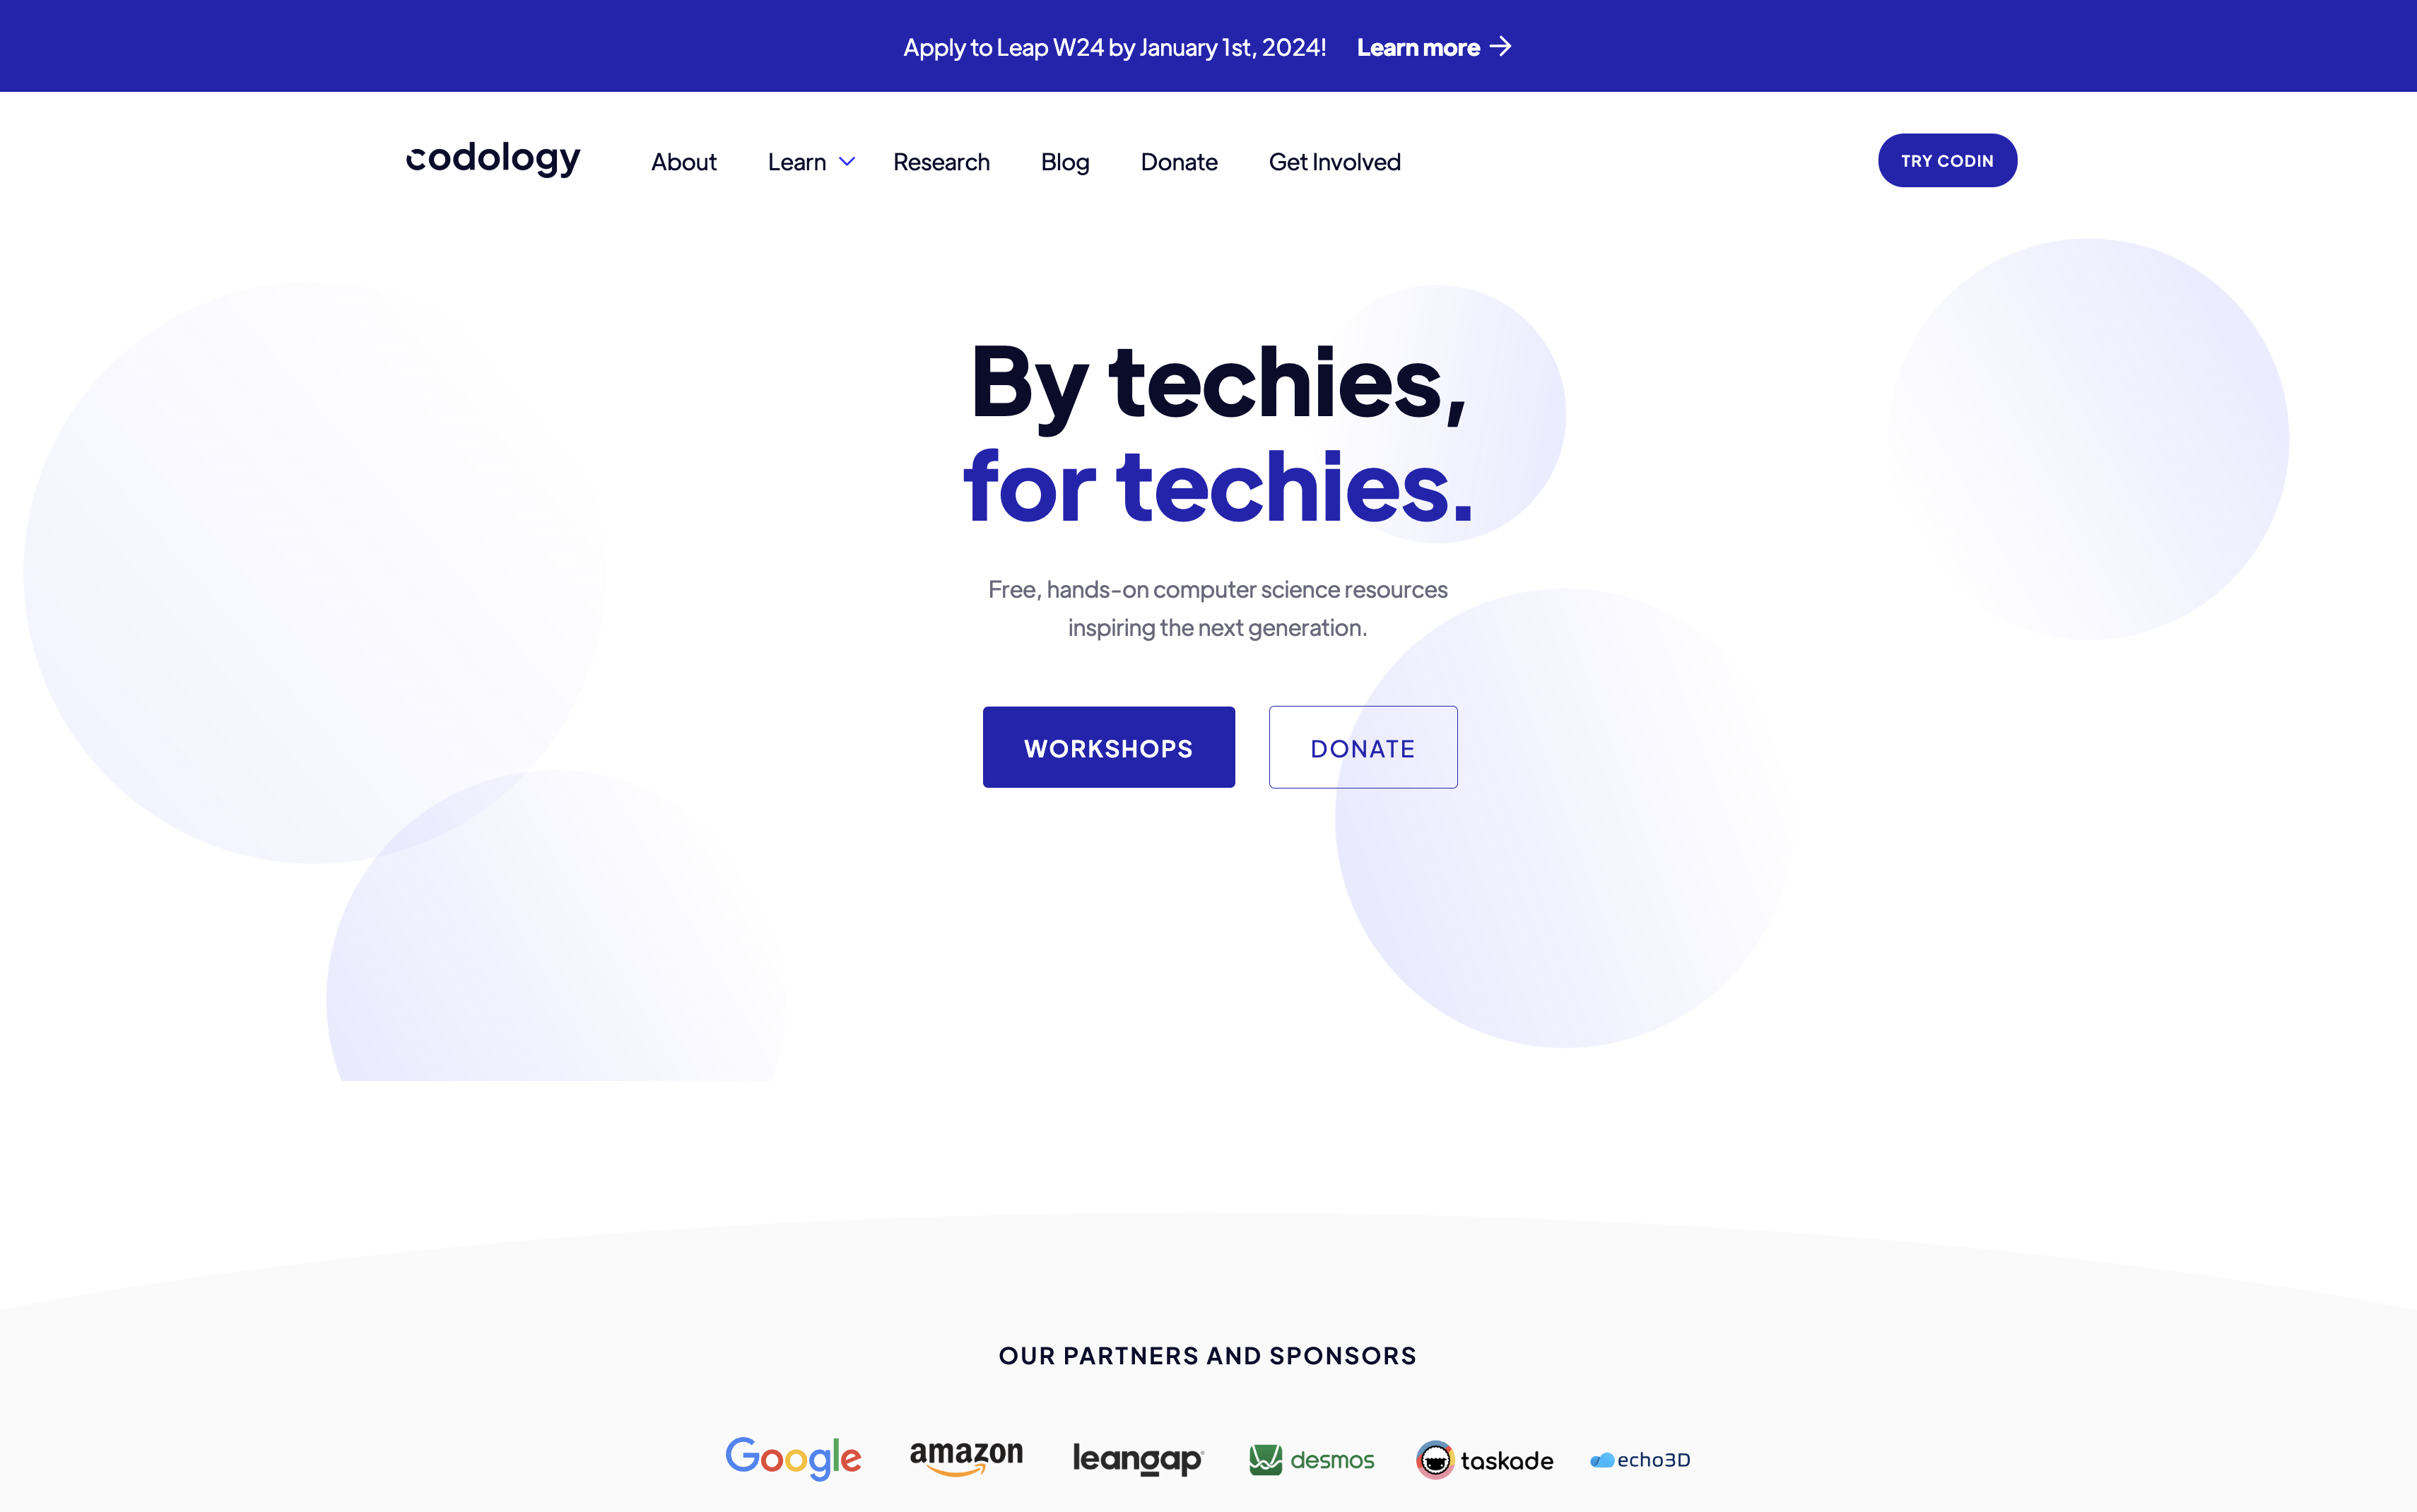 Apply to Leap W24 by January 1st, 2024! Learn more →
codology About Learn Research Blog Donate Get Involved TRY CODIN
By techies,
for techies.
Free, hands-on computer science resources
inspiring the next generation.
WORKSHOPS DONATE
OUR PARTNERS AND SPONSORS
Google amazon leangap desmos taskade echo3D